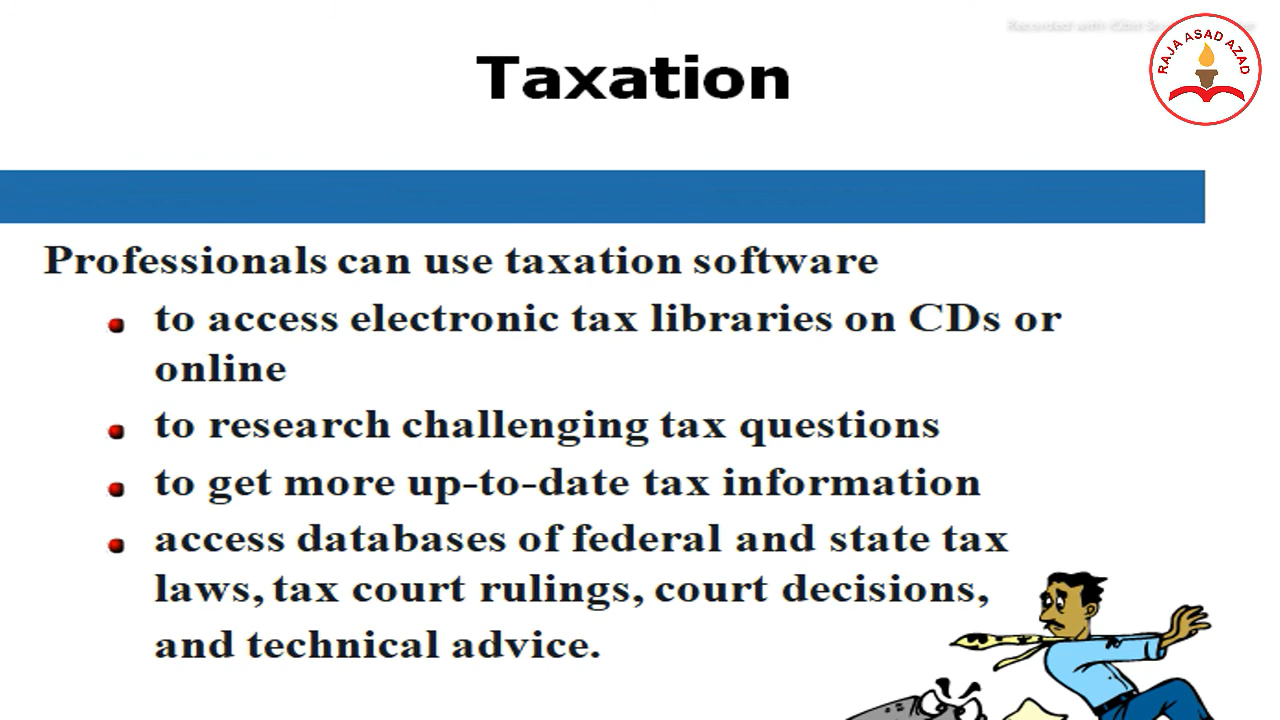 Recorded with
RAJA ASAD AZAD
Taxation
Professionals can use taxation software
to access electronic tax libraries on CDs or
online
to research challenging tax questions
to get more up-to-date tax information
access databases of federal and state tax
laws, tax court rulings, court decisions,
and technical advice.